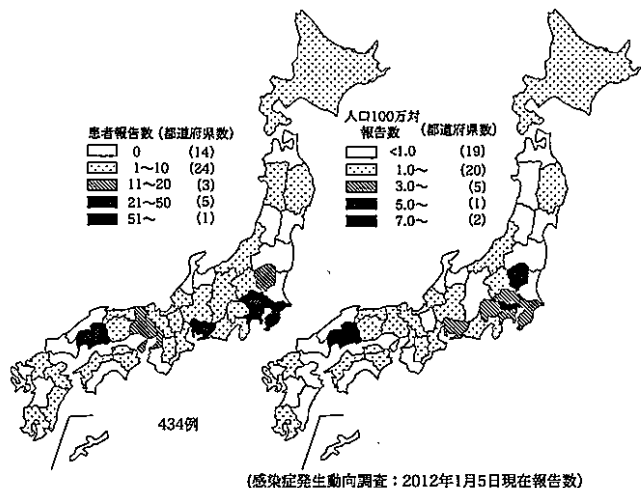 患者報告数 (都道府県数)
0 (14)
1~10 (24)
11~20 (3)
21~50 (5)
51~ (1)
人口100万対
報告数 (都道府県数)
<1.0 (19)
1.0~ (20)
3.0~ (5)
5.0~ (1)
7.0~ (2)
434例
(感染症発生動向調査:2012年1月5日現在報告数)